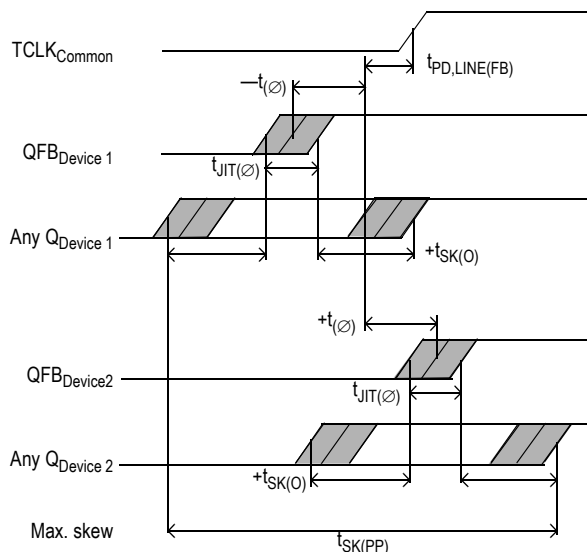 TCLKCommon
tPD,LINE(FB)
—t(∅)
QFBDevice 1
tJIT(∅)
Any QDevice 1
+tSK(O)
+t(∅)
QFBDevice2
tJIT(∅)
Any QDevice 2
+tSK(O)
Max. skew
tSK(PP)